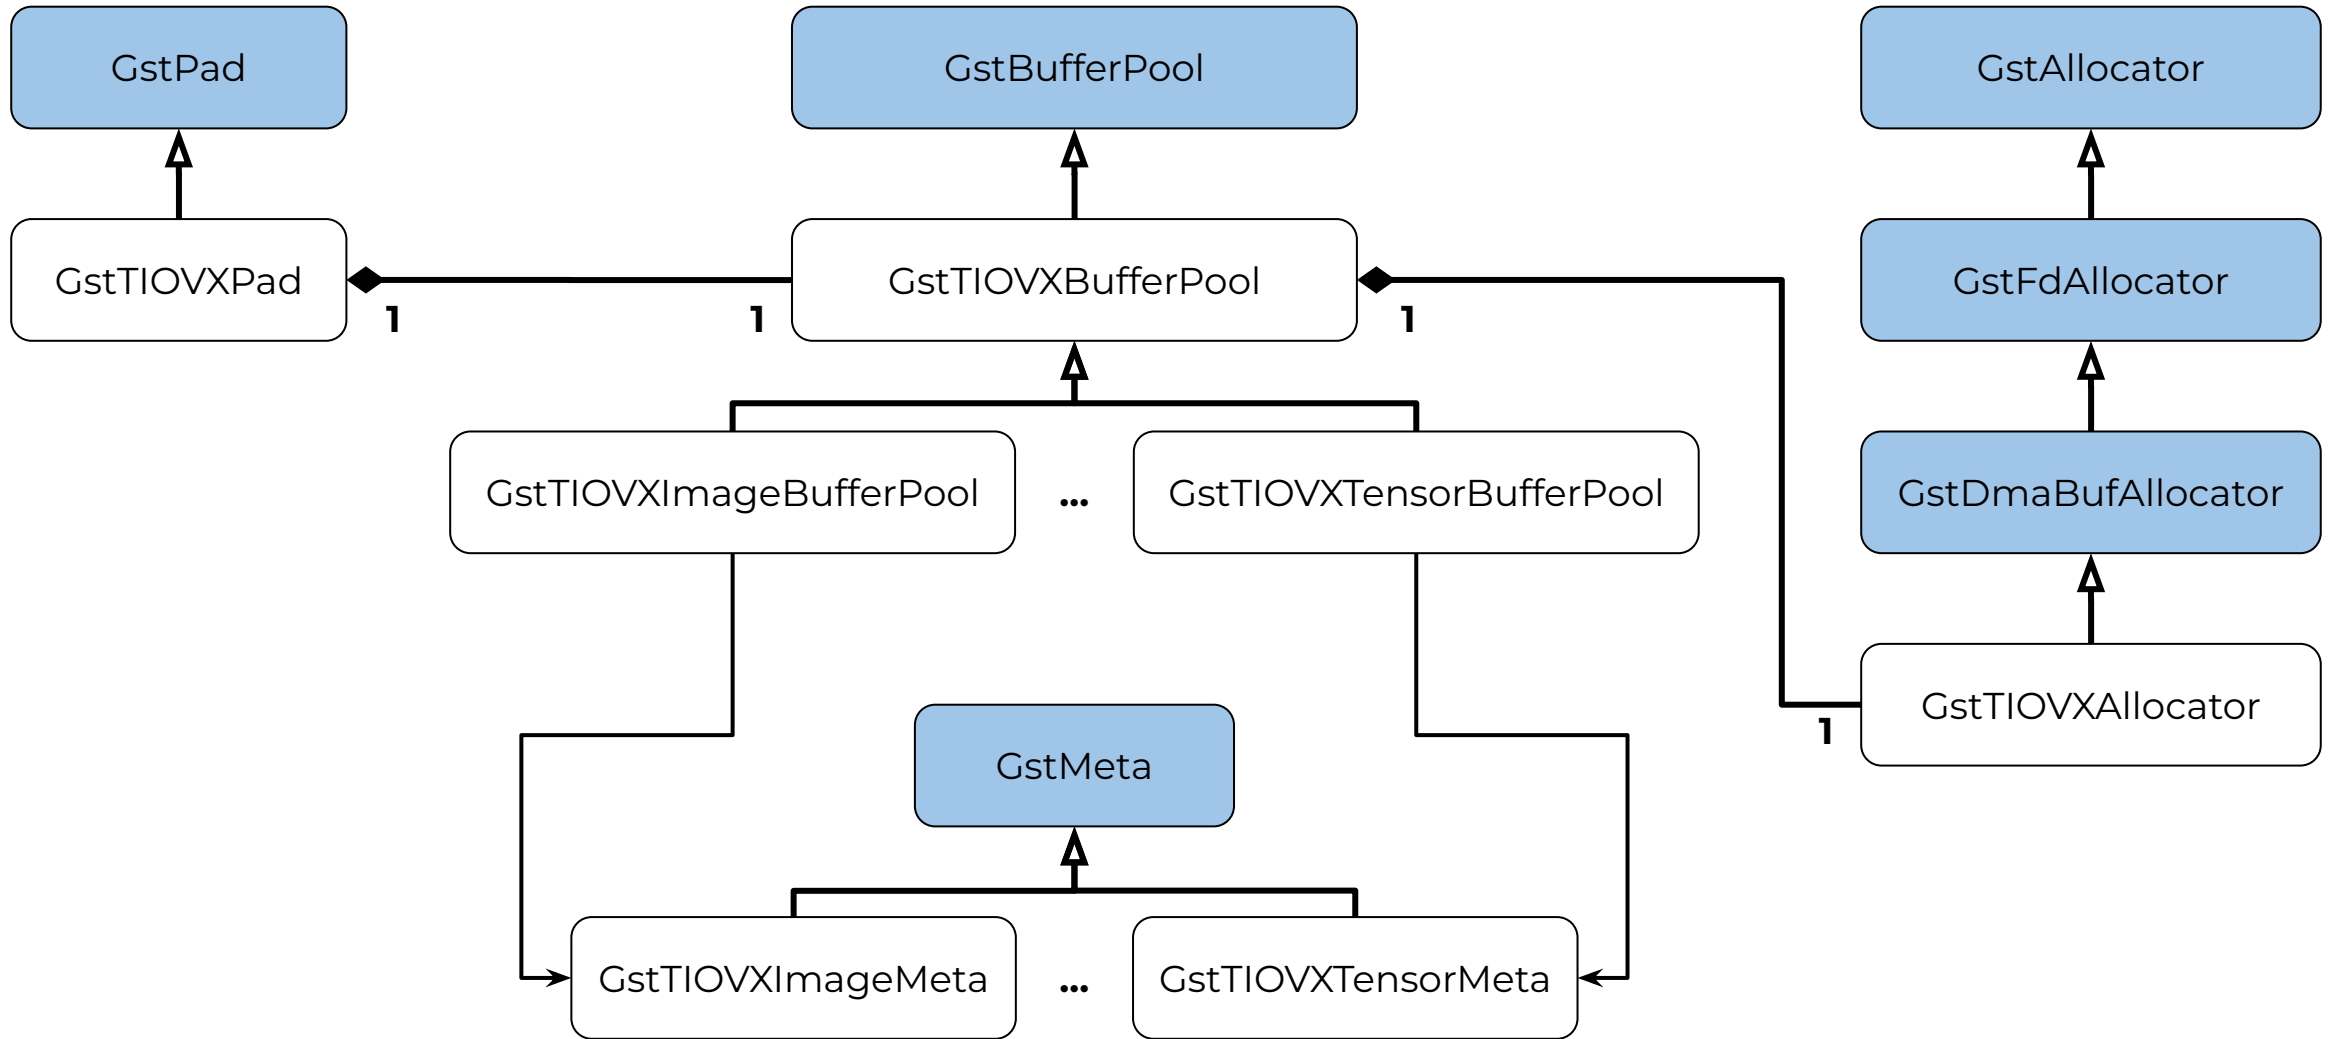 GstPad
GstBufferPool
GstAllocator
GstTIOVXPad
1
1
GstTIOVXBufferPool
1
GstFdAllocator
GstTIOVXImageBufferPool
...
GstTIOVXTensorBufferPool
GstDmaBufAllocator
GstTIOVXAllocator
1
GstMeta
GstTIOVXImageMeta
...
GstTIOVXTensorMeta